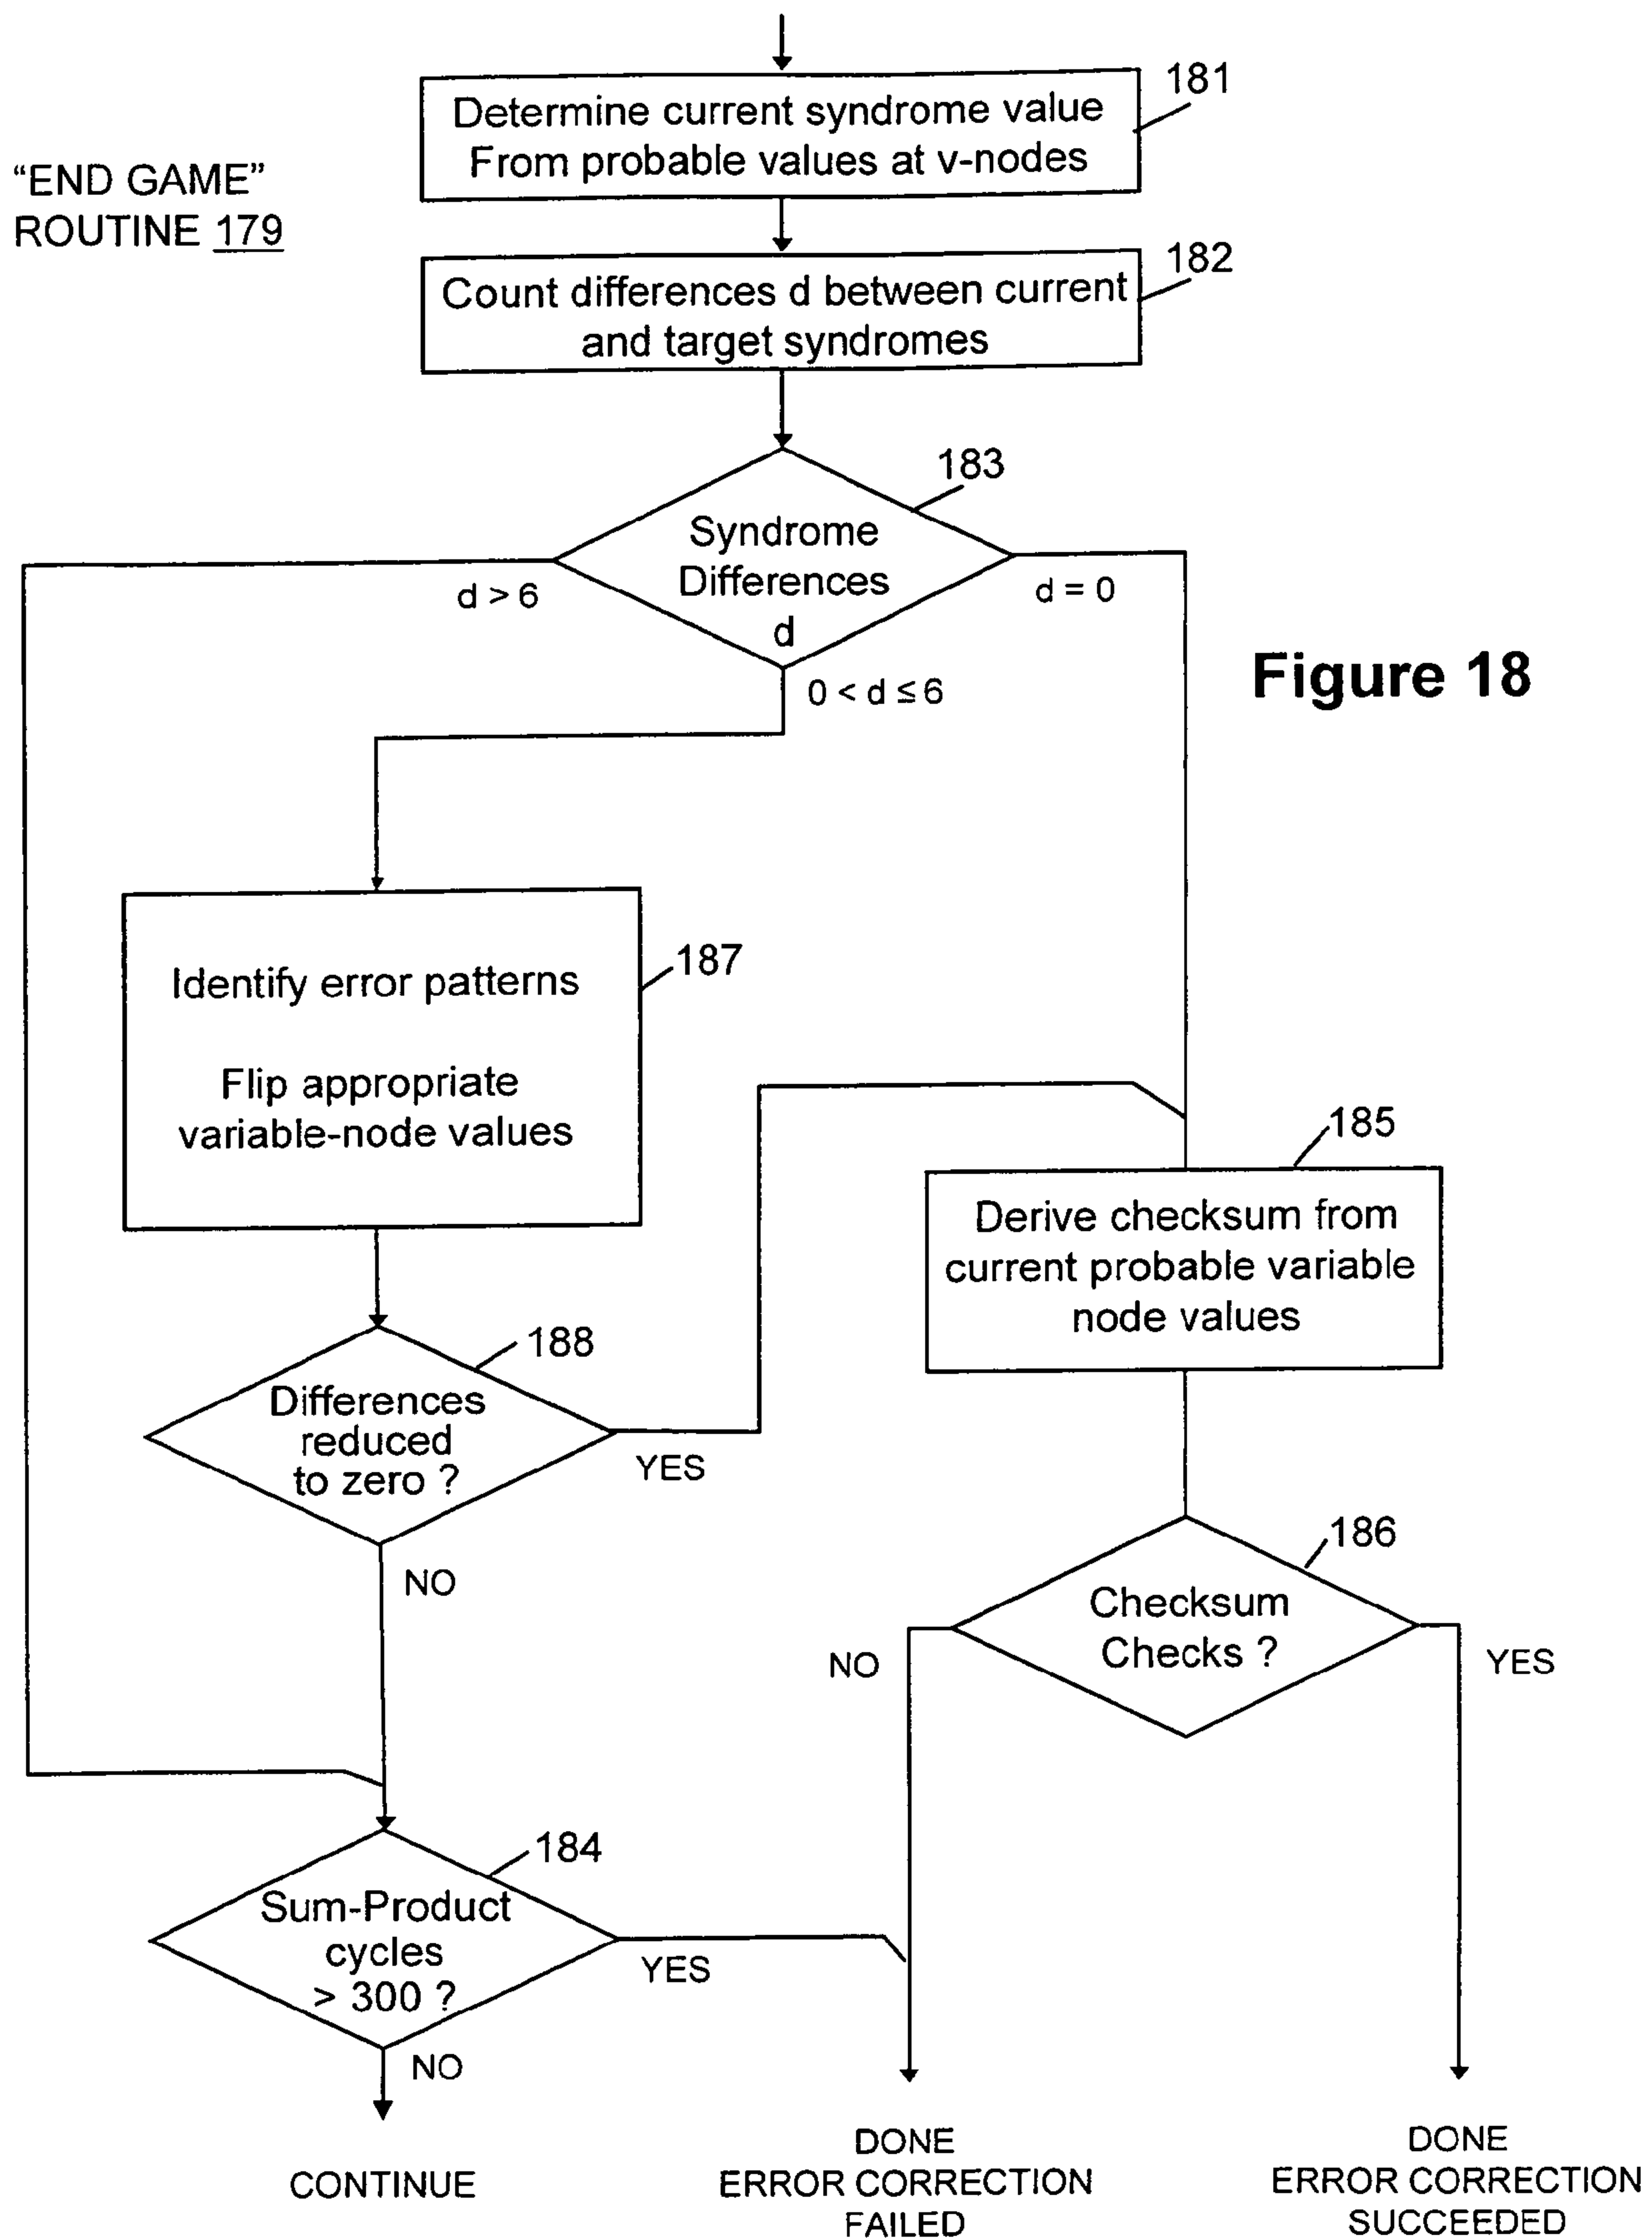 181
Determine current syndrome value
From probable values at v-nodes
“END GAME”
ROUTINE 179
182
Count differences d between current
and target syndromes
183
Syndrome
Differences
d
d > 6
d = 0
0 < d ≤ 6
Figure 18
187
Identify error patterns
Flip appropriate
variable-node values
185
Derive checksum from
current probable variable
node values
188
Differences
reduced
to zero ?
YES
NO
186
Checksum
Checks ?
NO
YES
184
Sum-Product
cycles
> 300 ?
YES
NO
CONTINUE
DONE
ERROR CORRECTION
FAILED
DONE
ERROR CORRECTION
SUCCEEDED